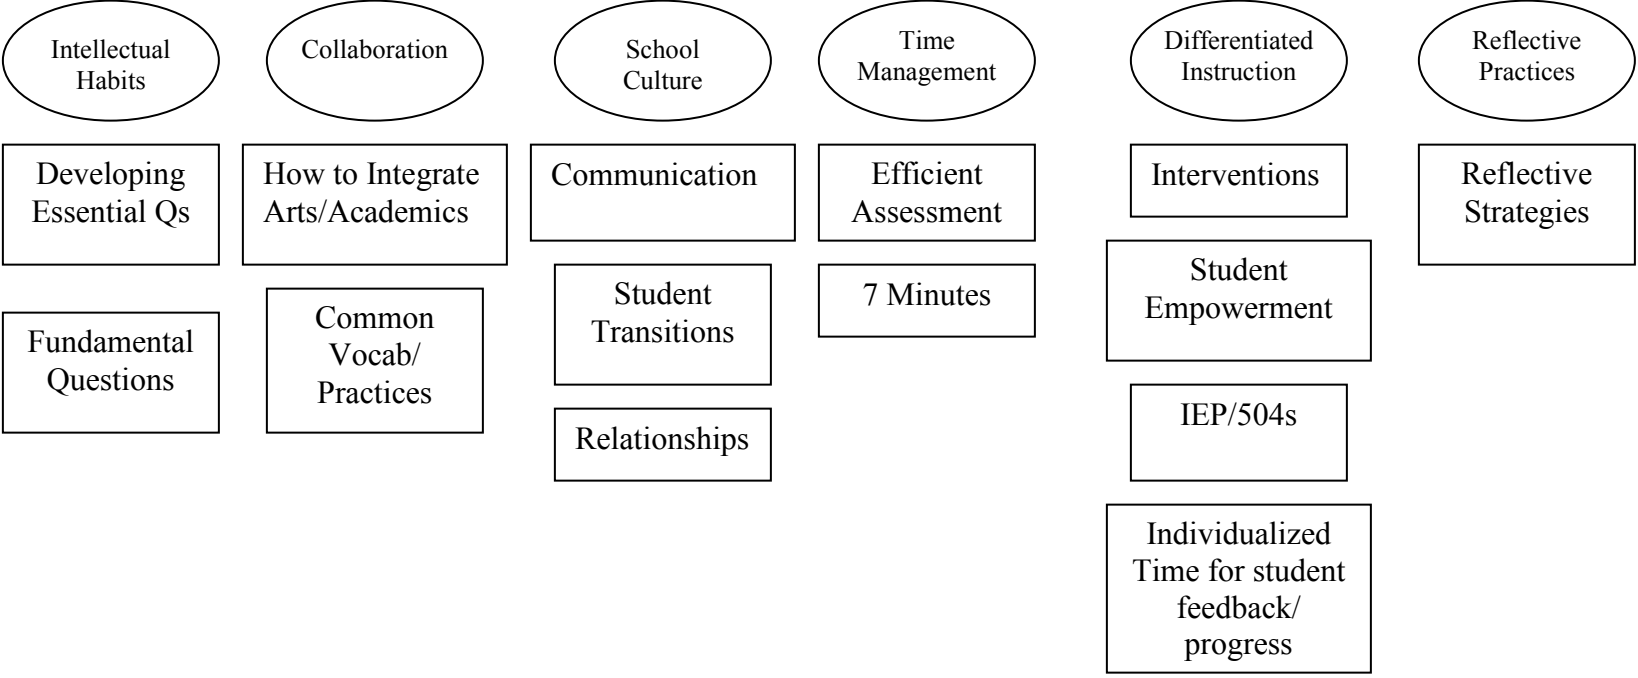 Intellectual
Habits
Collaboration
School
Culture
Time
Management
Differentiated
Instruction
Reflective
Practices
Developing
Essential Qs
Fundamental
Questions
How to Integrate
Arts/Academics
Common
Vocab/
Practices
Communication
Student
Transitions
Relationships
Efficient
Assessment
7 Minutes
Interventions
Student
Empowerment
IEP/504s
Individualized
Time for student
feedback/
progress
Reflective
Strategies